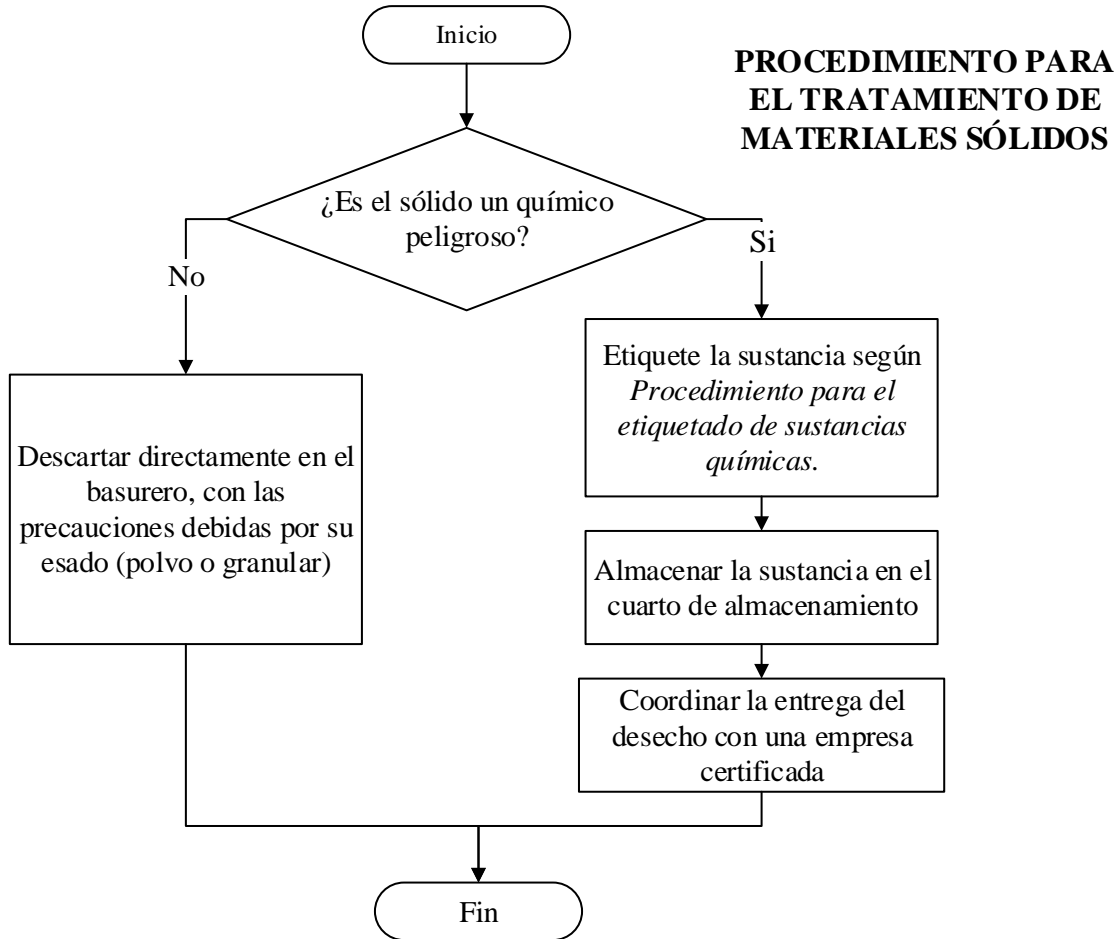 Inicio
PROCEDIMIENTO PARA
EL TRATAMIENTO DE
MATERIALES SÓLIDOS
¿Es el sólido un químico
peligroso?
No
Si
Descartar directamente en el
basurero, con las
precauciones debidas por su
esado (polvo o granular)
Etiquete la sustancia según
Procedimiento para el
etiquetado de sustancias
químicas.
Almacenar la sustancia en el
cuarto de almacenamiento
Coordinar la entrega del
desecho con una empresa
certificada
Fin